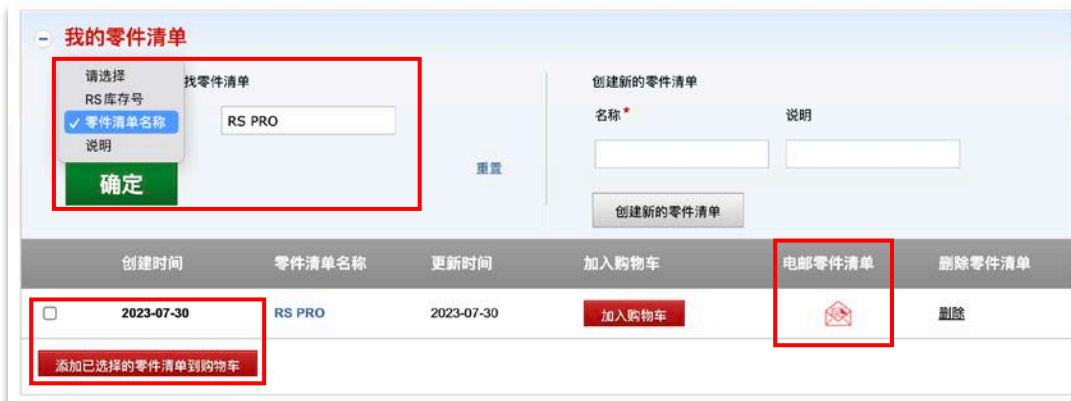 我的零件清单
请选择
RS库存号
零件清单名称
说明
找零件清单
RS PRO
确定
重置
创建新的零件清单
名称*
说明
创建新的零件清单
创建时间 零件清单名称 更新时间 加入购物车 电邮零件清单 删除零件清单
2023-07-30 RS PRO 2023-07-30 加入购物车 删除
添加已选择的零件清单到购物车